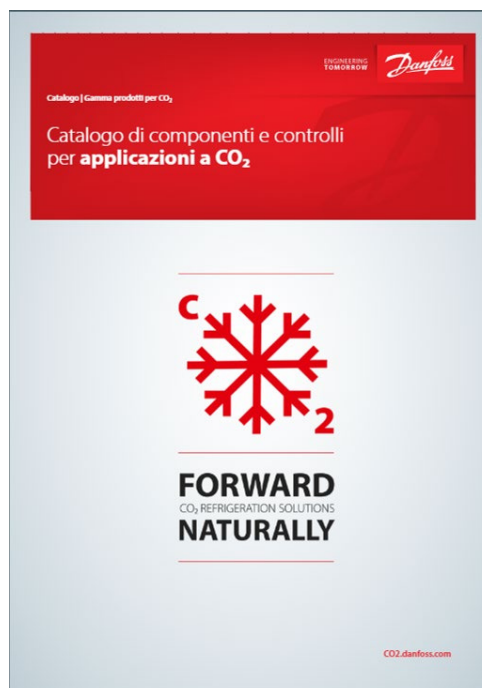 ENGINEERING
TOMORROW
Danfoss
Catalogo | Gamma prodotti per CO₂
Catalogo di componenti e controlli
per applicazioni a CO₂
C
2
FORWARD
CO₂ REFRIGERATION SOLUTIONS
NATURALLY
CO2.danfoss.com